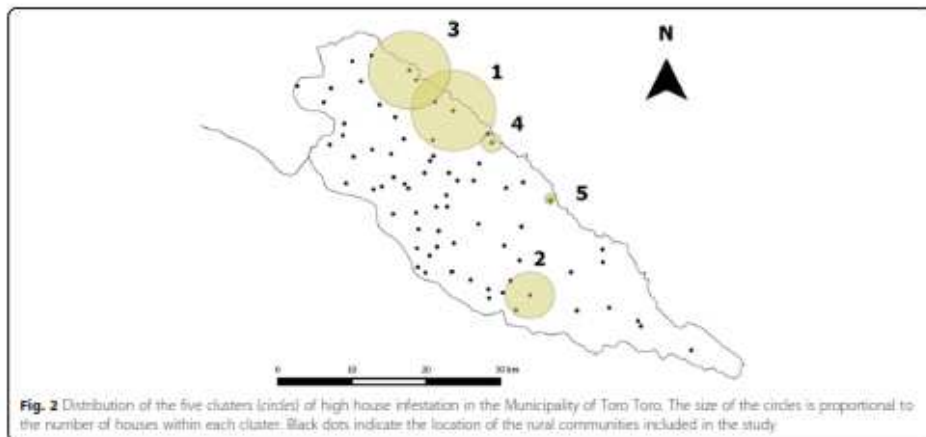 3
N
1
4
5
2
0 10 20 30 km
Fig. 2 Distribution of the five clusters (circles) of high house infestation in the Municipality of Toro Toro. The size of the circles is proportional to
the number of houses within each cluster. Black dots indicate the location of the rural communities included in the study